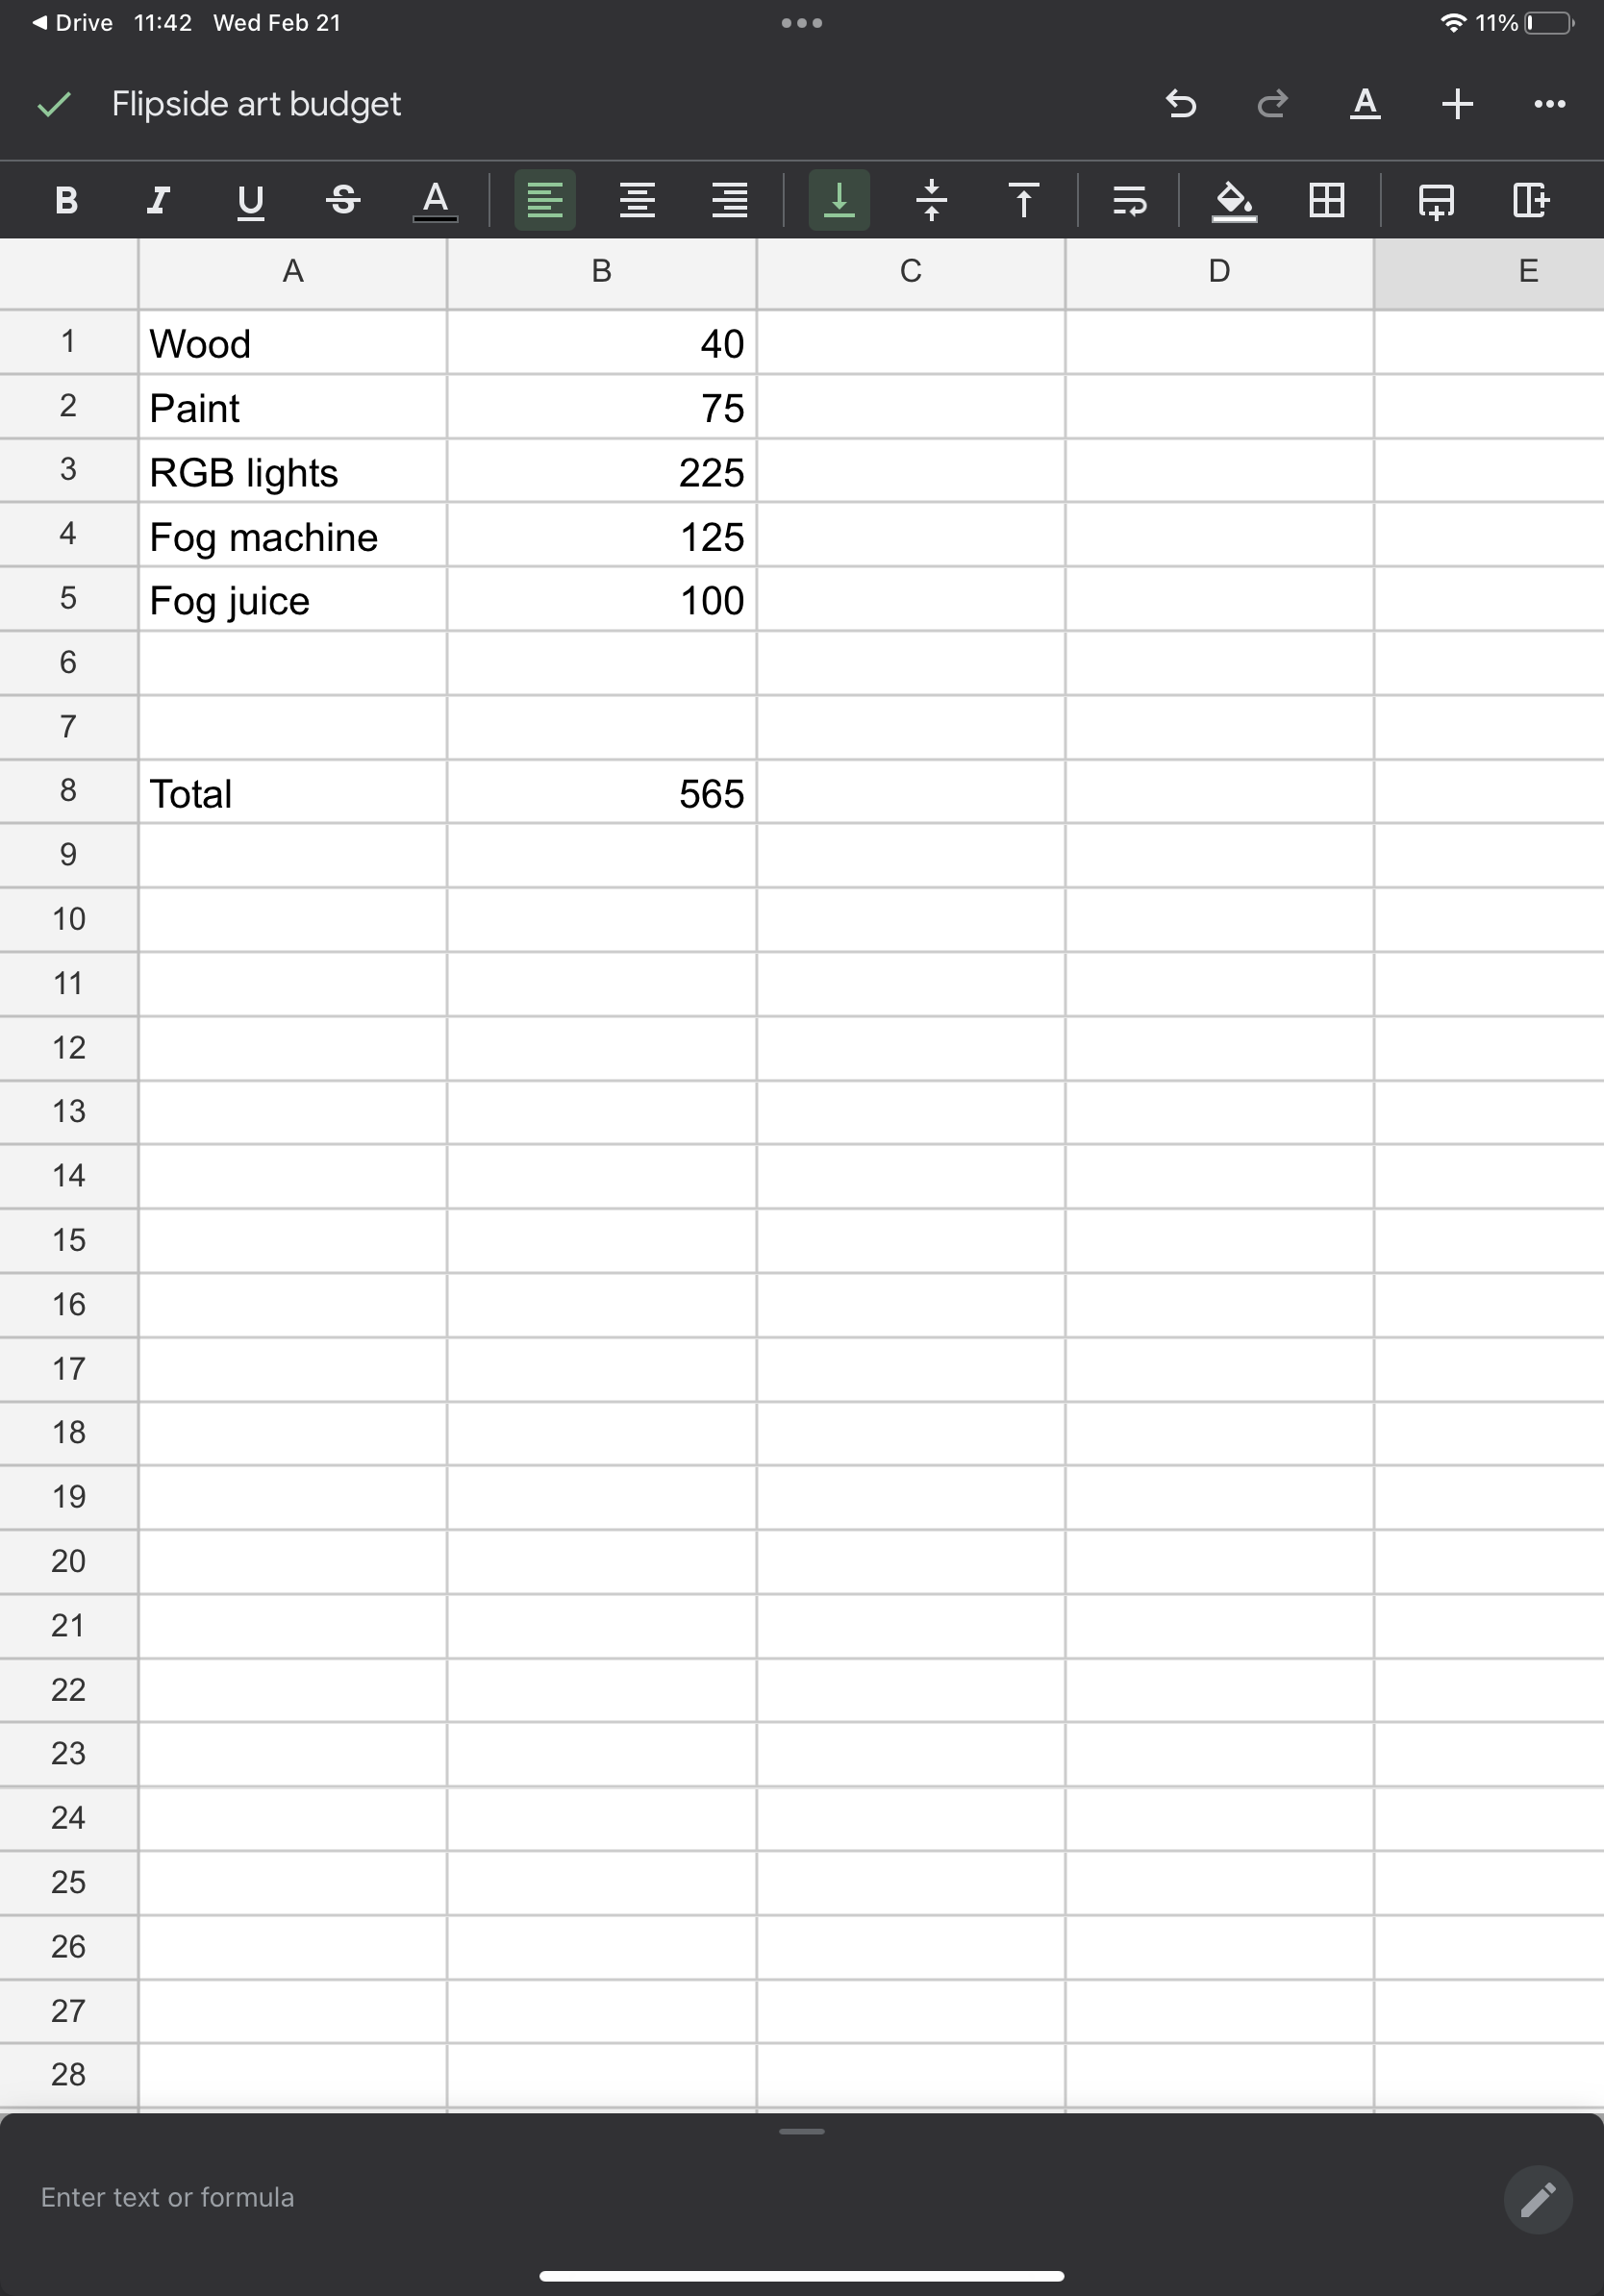 Drive 11:42 Wed Feb 21 11%
Flipside art budget
B I U S A
A B C D E
1 Wood 40
2 Paint 75
3 RGB lights 225
4 Fog machine 125
5 Fog juice 100
6
7
8 Total 565
9
10
11
12
13
14
15
16
17
18
19
20
21
22
23
24
25
26
27
28
Enter text or formula